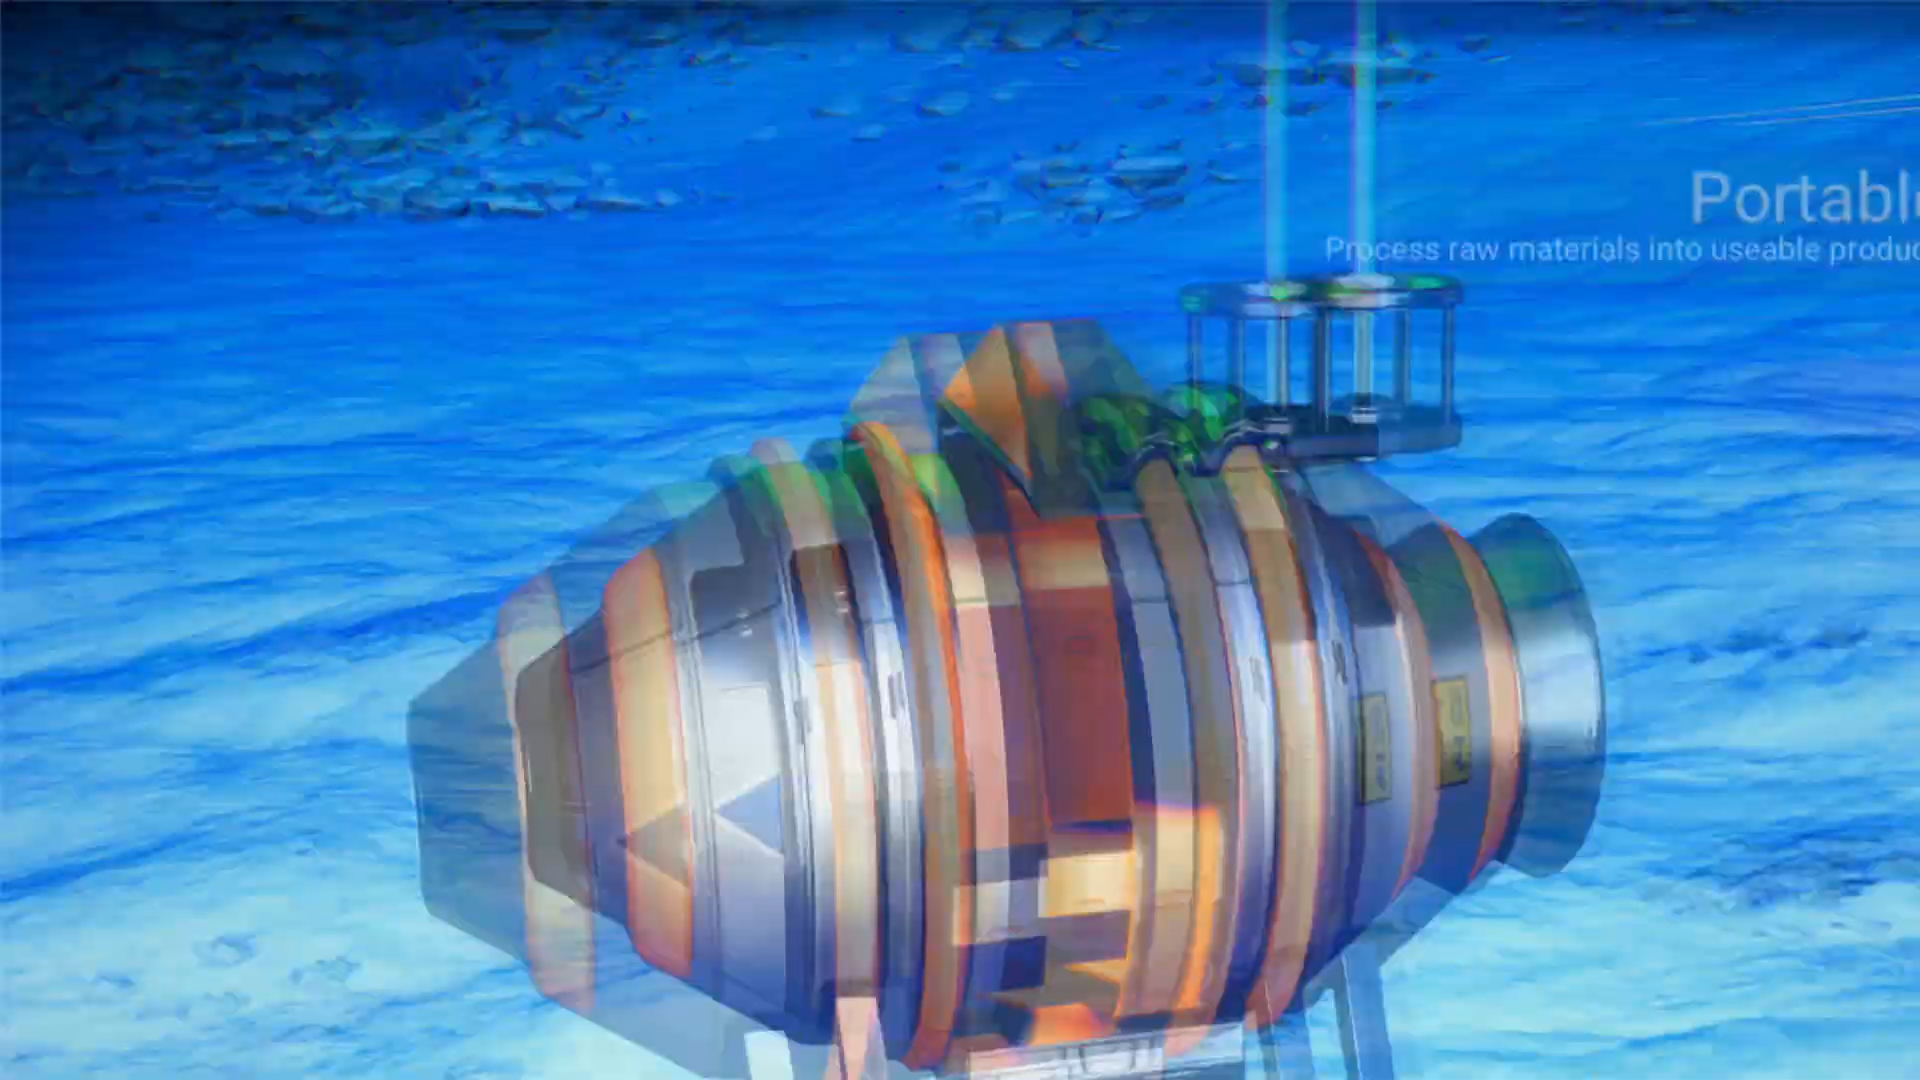 Portabl
Process raw materials into useable produc